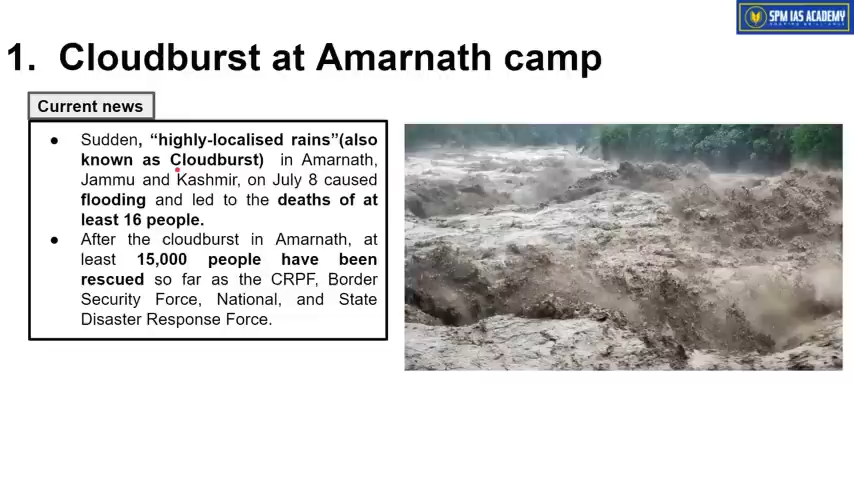 SPM IAS ACADEMY
1. Cloudburst at Amarnath camp
Current news
● Sudden, “highly-localised rains”(also
known as Cloudburst) in Amarnath,
Jammu and Kashmir, on July 8 caused
flooding and led to the deaths of at
least 16 people.
● After the cloudburst in Amarnath, at
least 15,000 people have been
rescued so far as the CRPF, Border
Security Force, National, and State
Disaster Response Force.